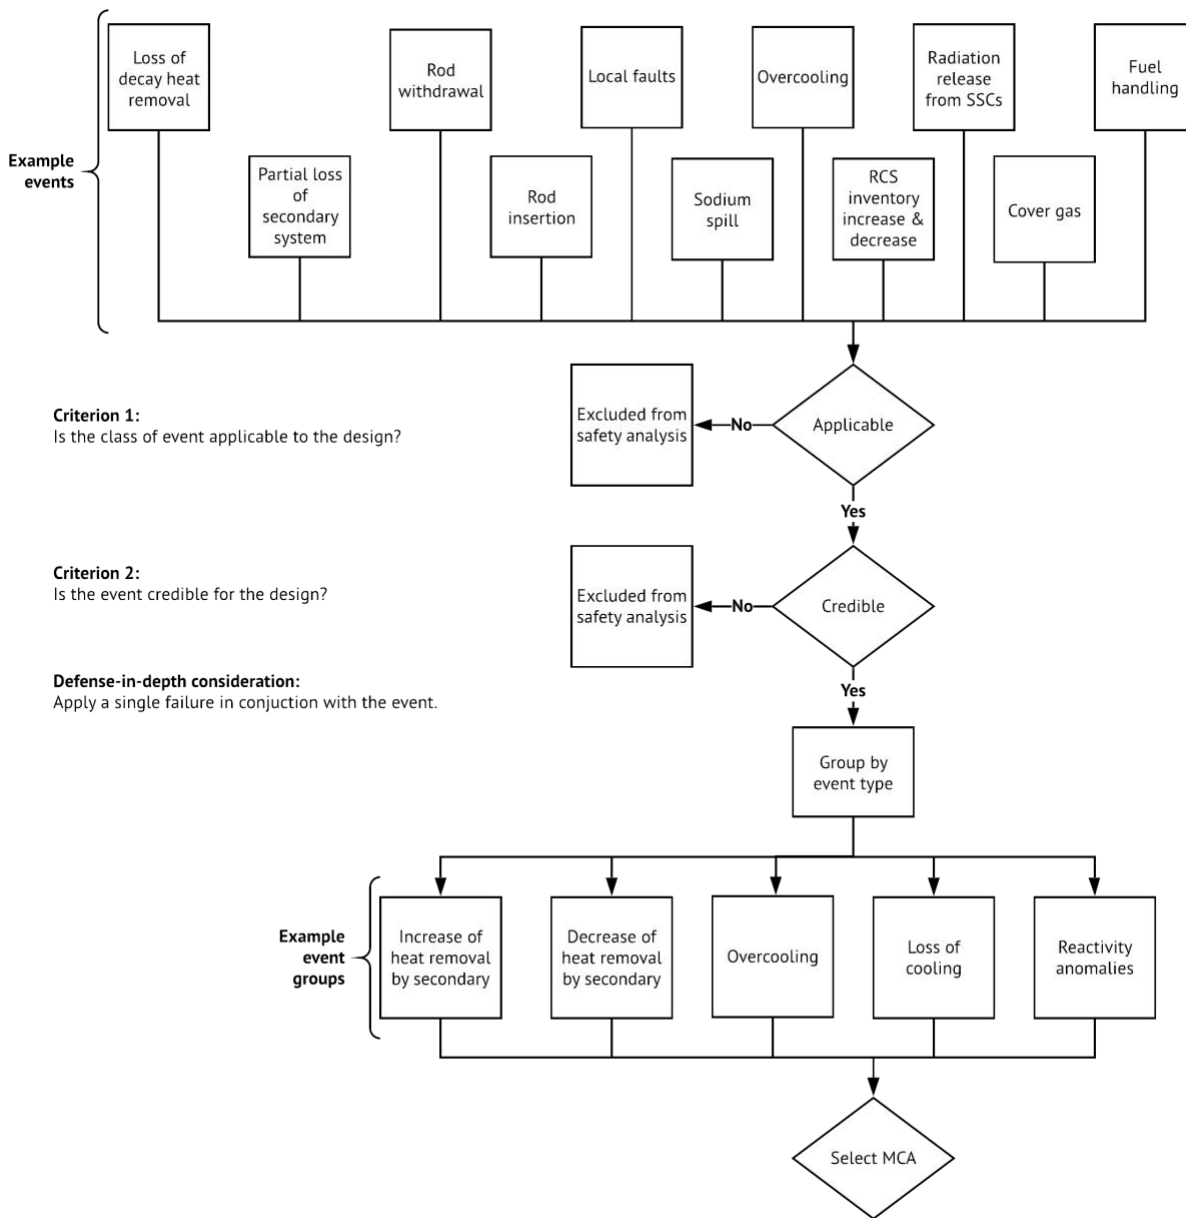 Loss of
decay heat
removal
Rod
withdrawal
Local faults
Overcooling
Radiation
release
from SSCs
Fuel
handling
Example
events
Partial loss
of
secondary
system
Rod
insertion
Sodium
spill
RCS
inventory
increase &
decrease
Cover gas
Criterion 1:
Is the class of event applicable to the design?
Excluded from
safety analysis
No
Applicable
Yes
Criterion 2:
Is the event credible for the design?
Excluded from
safety analysis
No
Credible
Defense-in-depth consideration:
Apply a single failure in conjuction with the event.
Yes
Group by
event type
Example
event
groups
Increase of
heat removal
by secondary
Decrease of
heat removal
by secondary
Overcooling
Loss of
cooling
Reactivity
anomalies
Select MCA